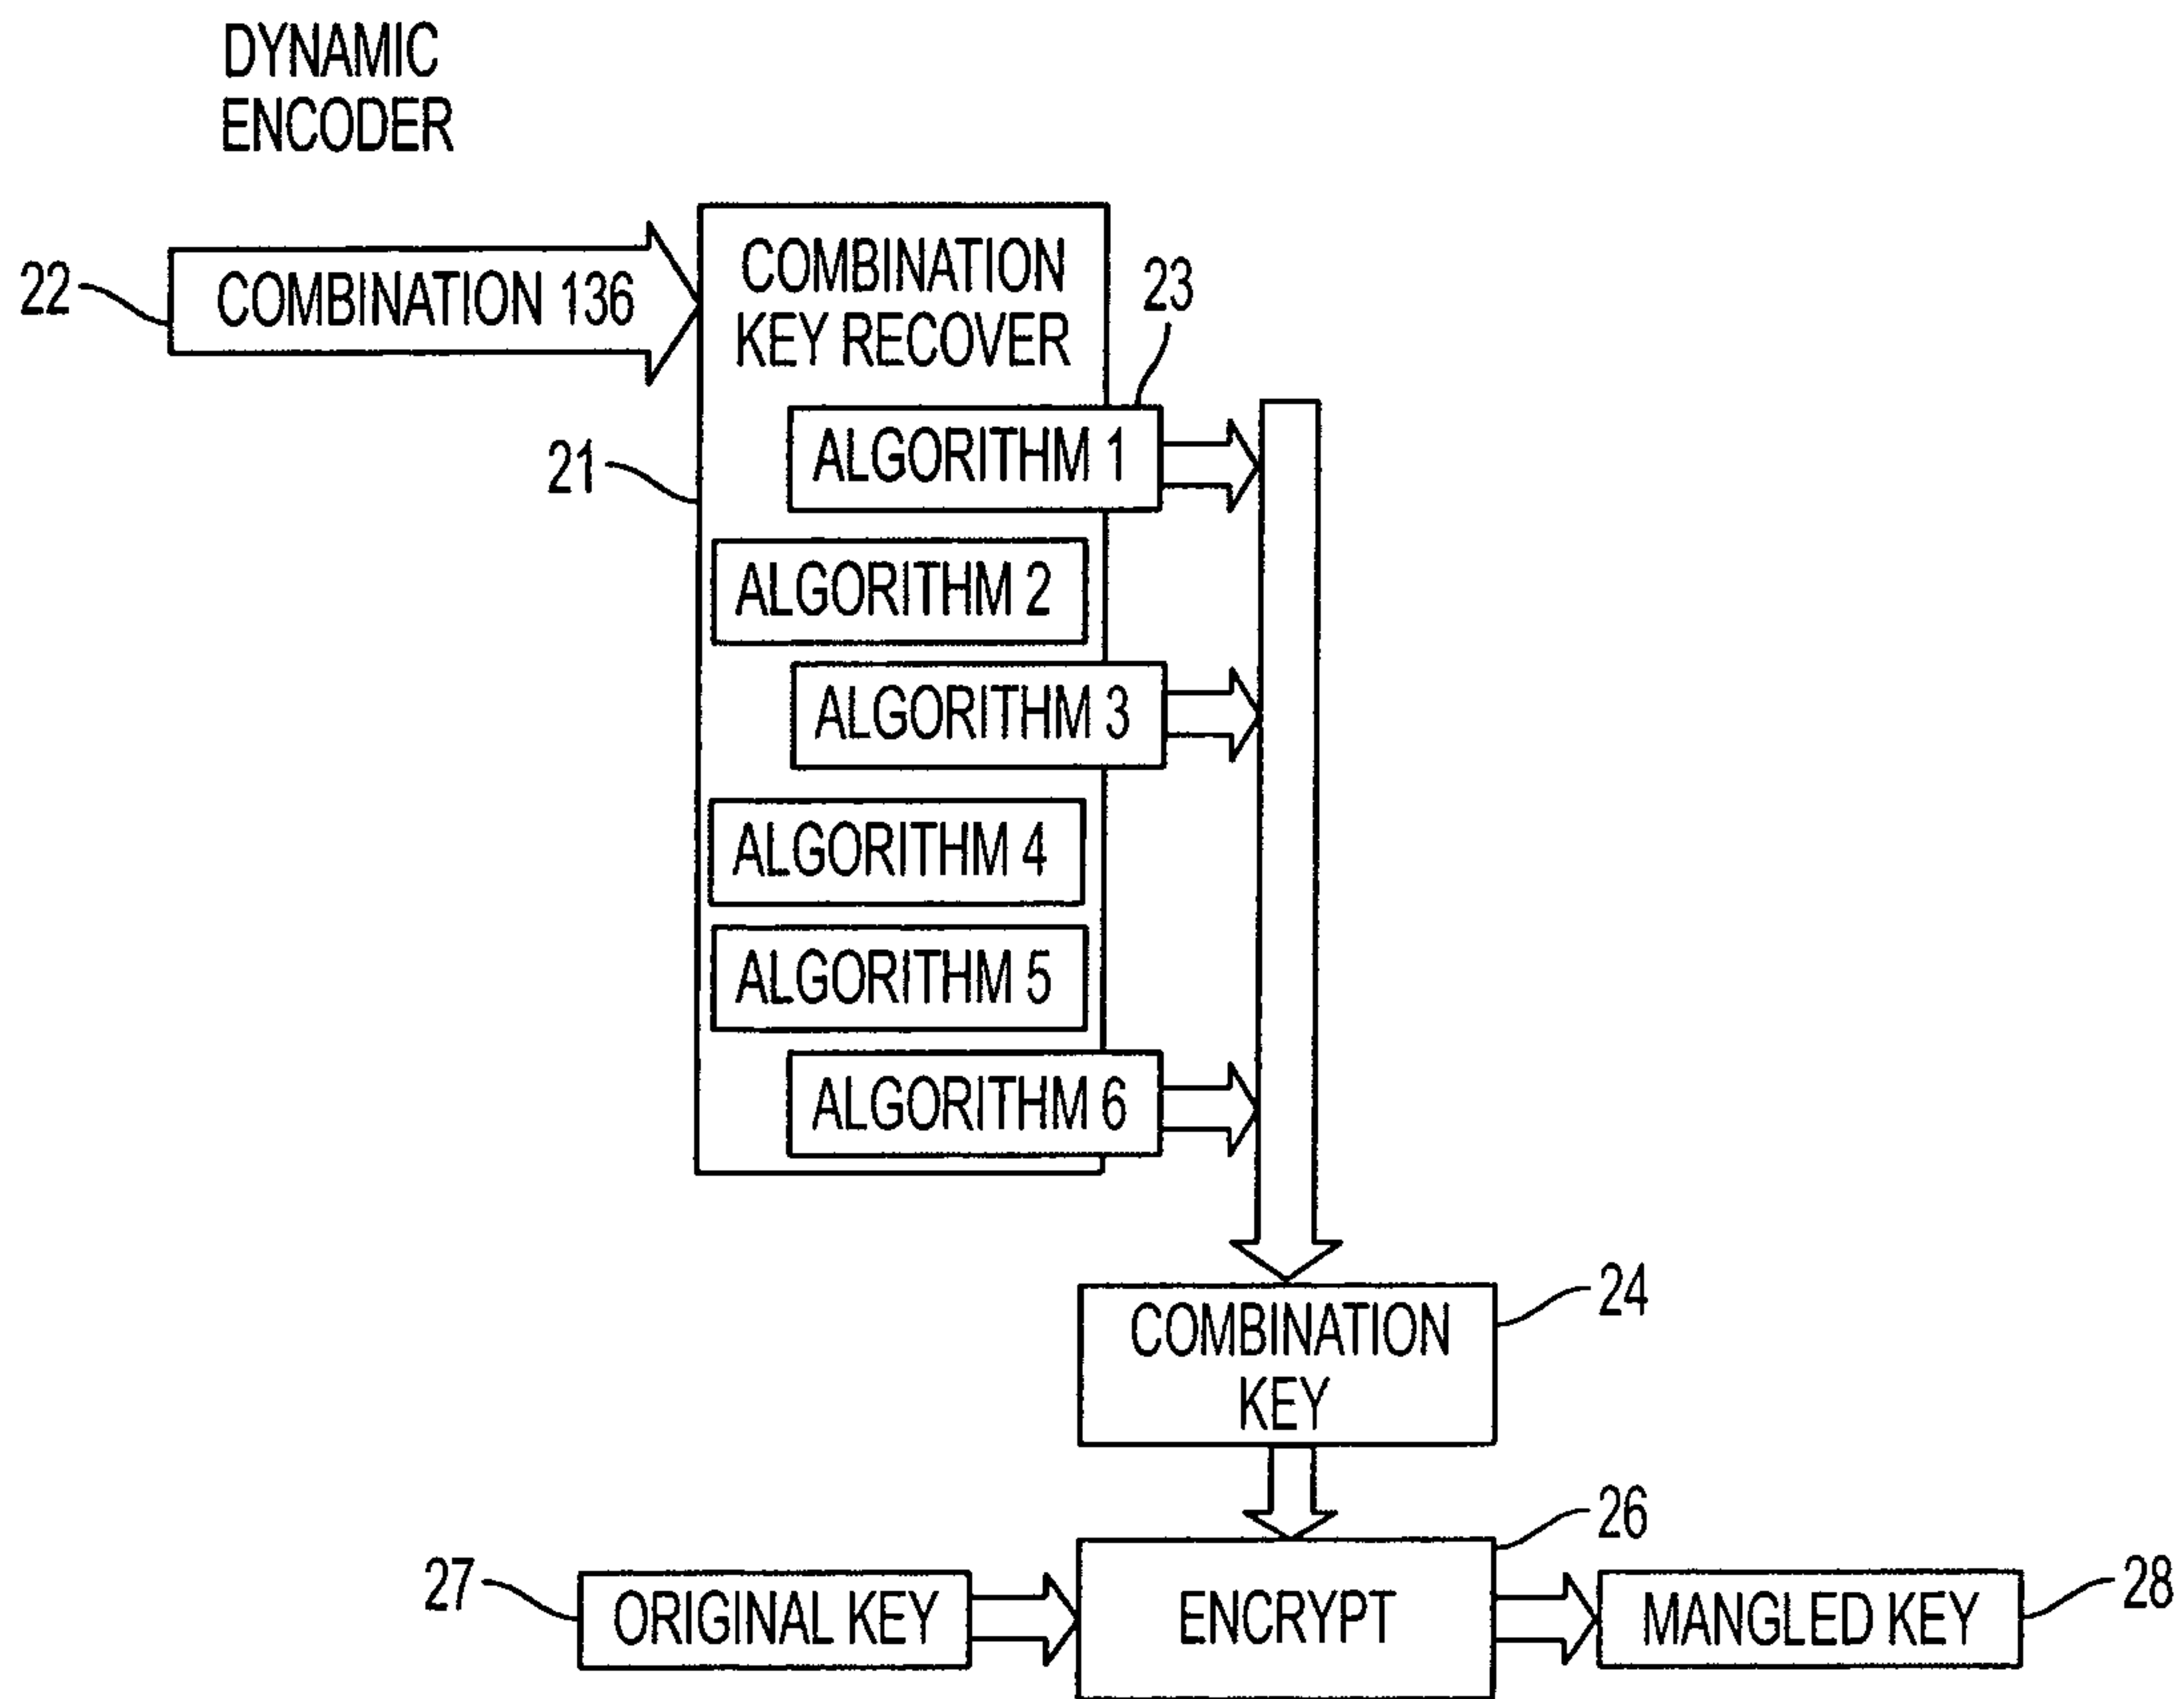 DYNAMIC
ENCODER
22
COMBINATION 136
COMBINATION
KEY RECOVER
23
21
ALGORITHM 1
ALGORITHM 2
ALGORITHM 3
ALGORITHM 4
ALGORITHM 5
ALGORITHM 6
COMBINATION
KEY
24
26
27
ORIGINAL KEY
ENCRYPT
MANGLED KEY
28